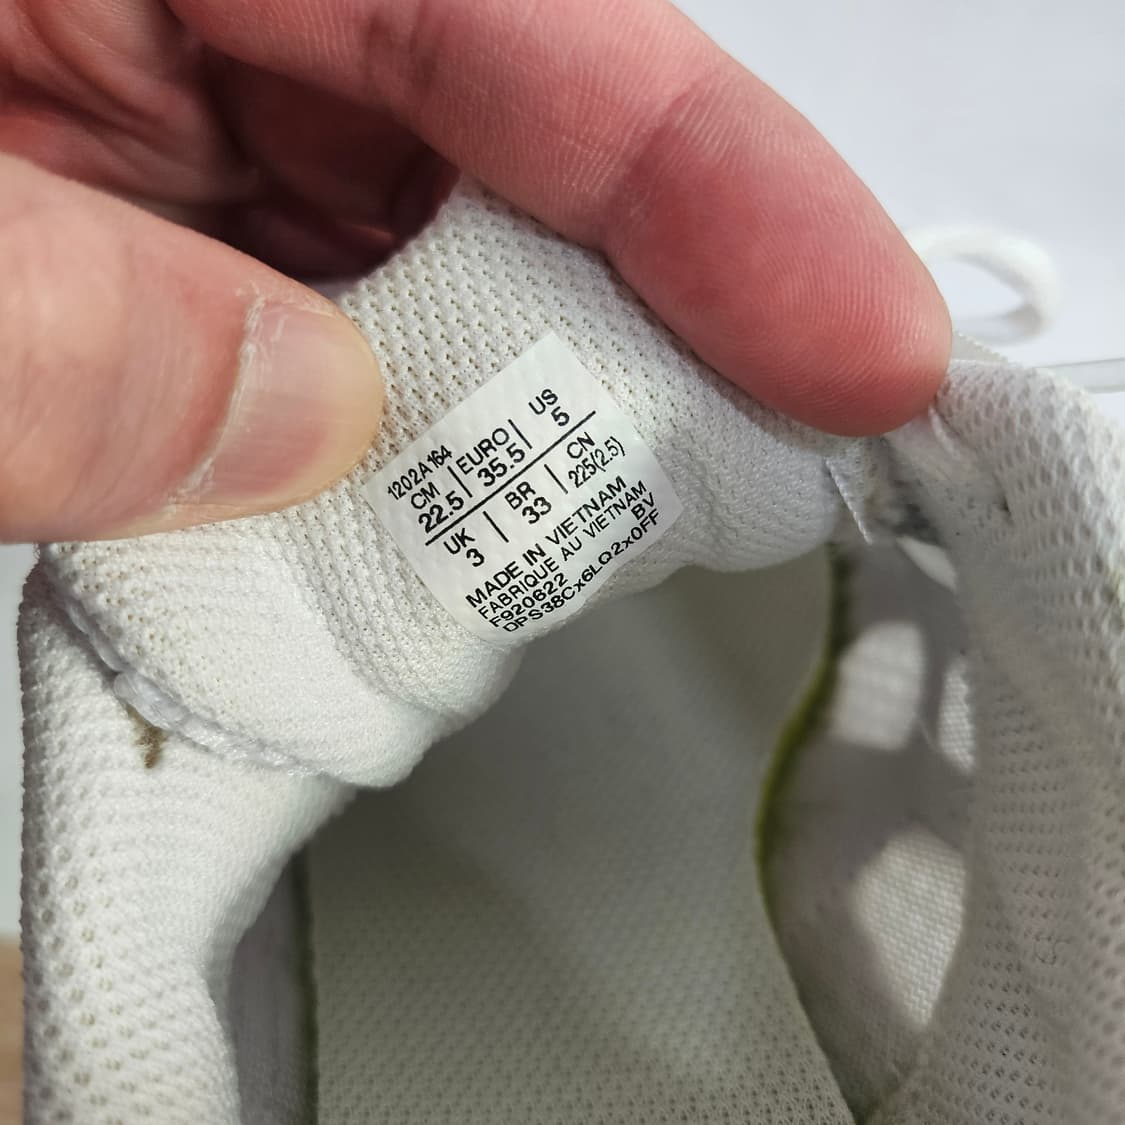 1202A164
CM | EURO | US
22.5 | 35.5 | 5
UK | BR | CN
3 | 33 | 225(2.5)
MADE IN VIETNAM
FABRIQUE AU VIETNAM
F920622 BV
DPS38Cx6LQ2x0FF